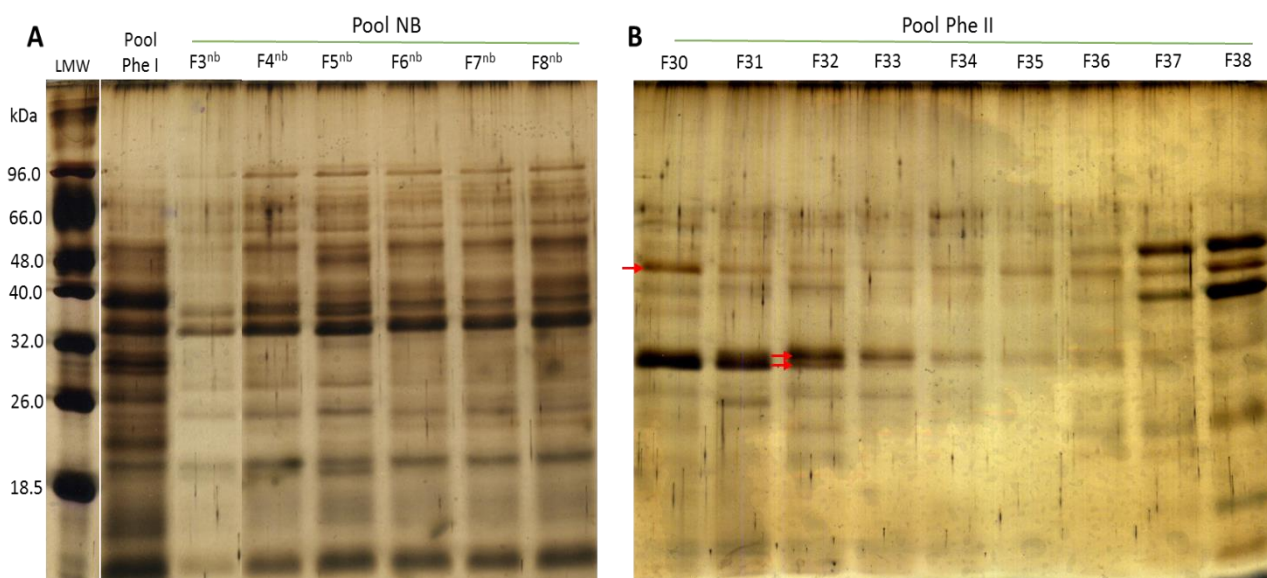 A
Pool NB
LMW
Pool
Phe I
F3ⁿᵇ F4ⁿᵇ F5ⁿᵇ F6ⁿᵇ F7ⁿᵇ F8ⁿᵇ
kDa
96.0
66.0
48.0
40.0
32.0
26.0
18.5
B
Pool Phe II
F30 F31 F32 F33 F34 F35 F36 F37 F38